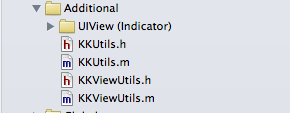 Additional
UIView (Indicator)
h KKUtils.h
m KKUtils.m
h KKViewUtils.h
m KKViewUtils.m